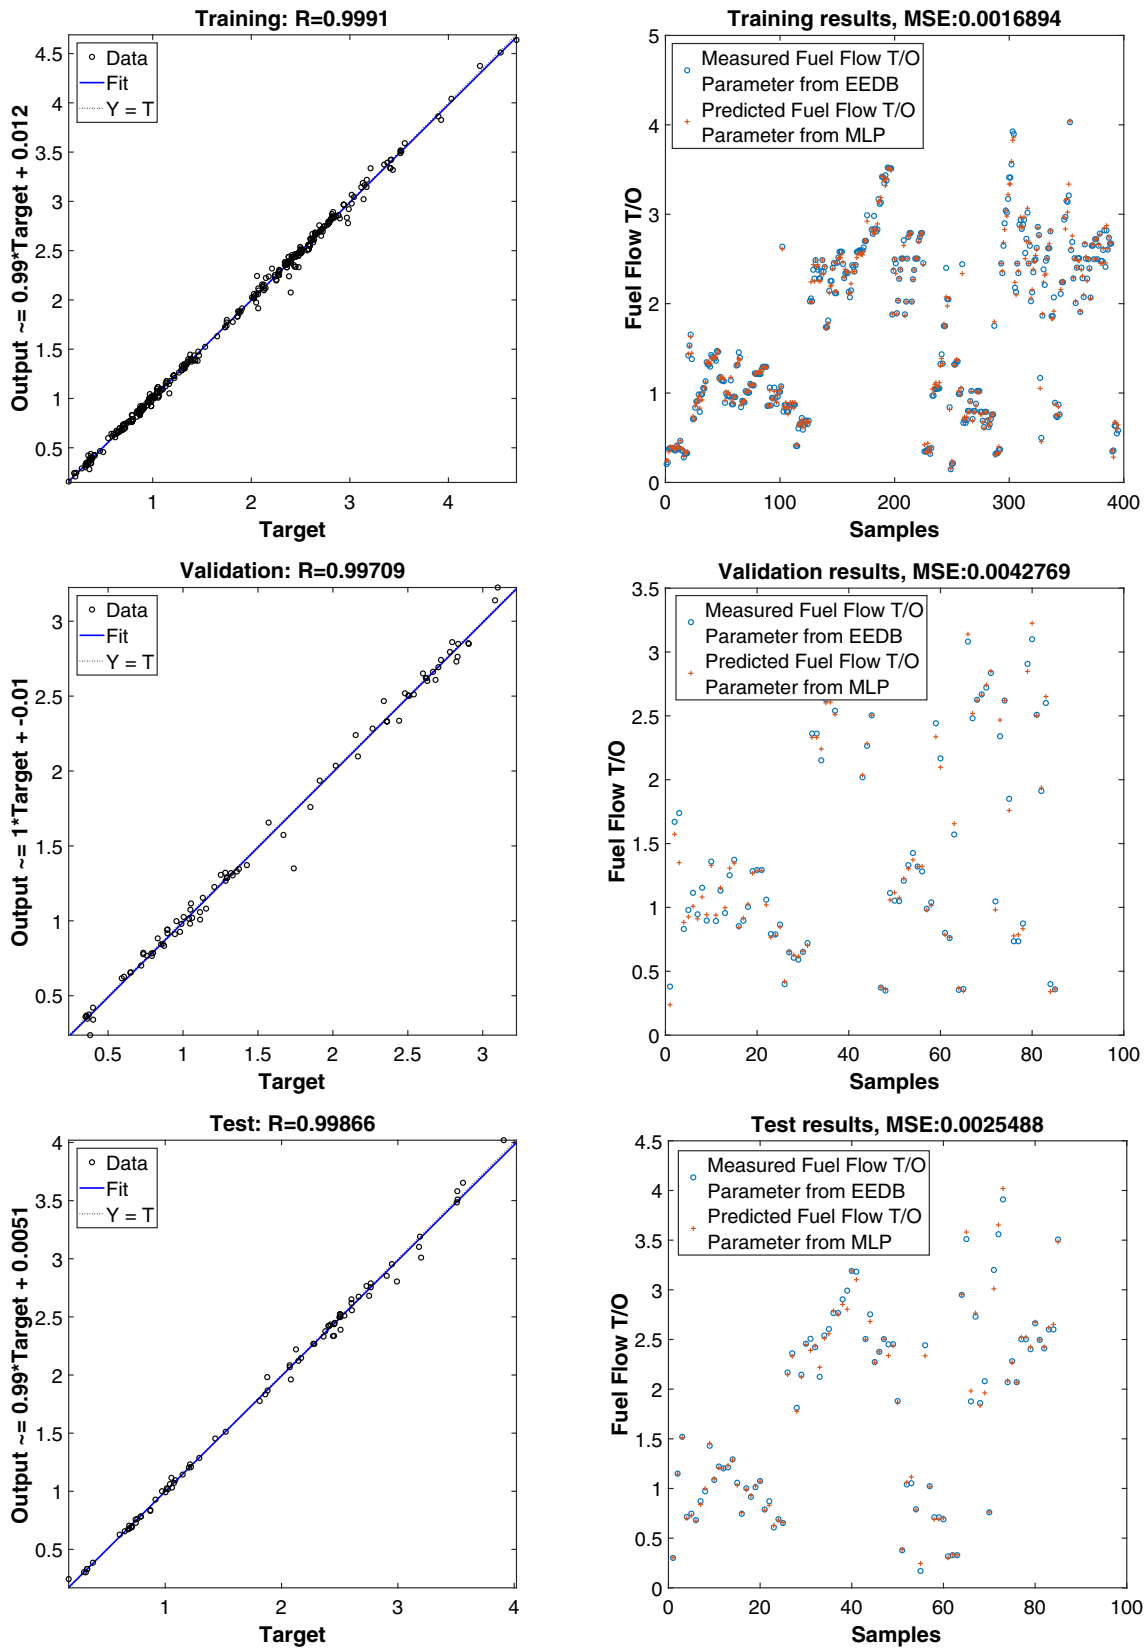 Training: R=0.9991
Output ~= 0.99*Target + 0.012
4.5
4
3.5
3
2.5
2
1.5
1
0.5
Data
Fit
Y = T
1
2
3
4
Target
Training results, MSE:0.0016894
Fuel Flow T/O
5
4
3
2
1
0
Measured Fuel Flow T/O
Parameter from EEDB
Predicted Fuel Flow T/O
Parameter from MLP
0
100
200
300
400
Samples
Validation: R=0.99709
Output ~= 1*Target + -0.01
3
2.5
2
1.5
1
0.5
Data
Fit
Y = T
0.5
1
1.5
2
2.5
3
Target
Validation results, MSE:0.0042769
Fuel Flow T/O
3.5
3
2.5
2
1.5
1
0.5
0
Measured Fuel Flow T/O
Parameter from EEDB
Predicted Fuel Flow T/O
Parameter from MLP
0
20
40
60
80
100
Samples
Test: R=0.99866
Output ~= 0.99*Target + 0.0051
4
3.5
3
2.5
2
1.5
1
0.5
Data
Fit
Y = T
1
2
3
4
Target
Test results, MSE:0.0025488
Fuel Flow T/O
4.5
4
3.5
3
2.5
2
1.5
1
0.5
0
Measured Fuel Flow T/O
Parameter from EEDB
Predicted Fuel Flow T/O
Parameter from MLP
0
20
40
60
80
100
Samples